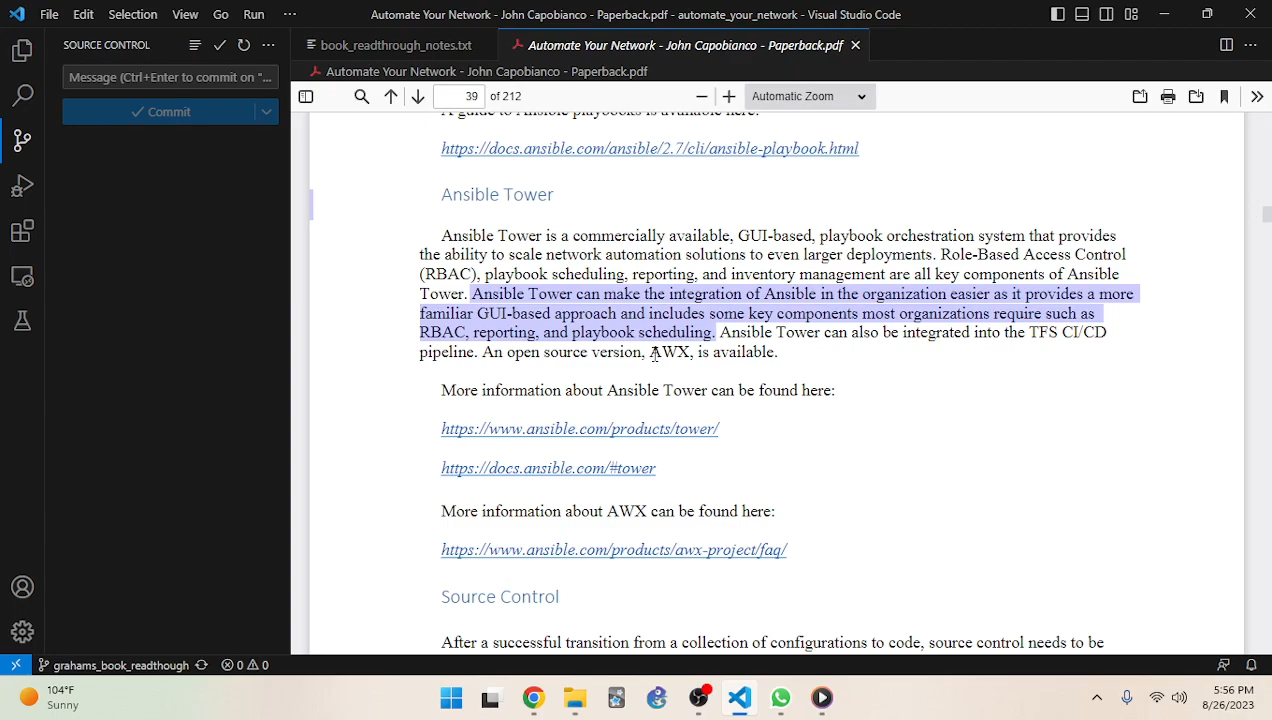 File Edit Selection View Go Run ··· Automate Your Network - John Capobianco - Paperback.pdf - automate_your_network - Visual Studio Code
SOURCE CONTROL
book_readthrough_notes.txt
Automate Your Network - John Capobianco - Paperback.pdf
Message (Ctrl+Enter to commit on "...
Automate Your Network - John Capobianco - Paperback.pdf
Commit
39 of 212
Automatic Zoom
A guide to Ansible playbooks is available here:
https://docs.ansible.com/ansible/2.7/cli/ansible-playbook.html
Ansible Tower
Ansible Tower is a commercially available, GUI-based, playbook orchestration system that provides
the ability to scale network automation solutions to even larger deployments. Role-Based Access Control
(RBAC), playbook scheduling, reporting, and inventory management are all key components of Ansible
Tower. Ansible Tower can make the integration of Ansible in the organization easier as it provides a more
familiar GUI-based approach and includes some key components most organizations require such as
RBAC, reporting, and playbook scheduling. Ansible Tower can also be integrated into the TFS CI/CD
pipeline. An open source version, AWX, is available.
More information about Ansible Tower can be found here:
https://www.ansible.com/products/tower/
https://docs.ansible.com/#tower
More information about AWX can be found here:
https://www.ansible.com/products/awx-project/faq/
Source Control
After a successful transition from a collection of configurations to code, source control needs to be
grahams_book_readthough 0 0
104°F
Sunny
5:56 PM
8/26/2023